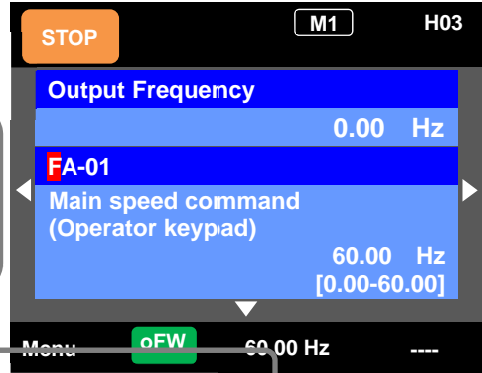 STOP M1 H03
Output Frequency
0.00 Hz
FA-01
Main speed command
(Operator keypad)
60.00 Hz
[0.00-60.00]
Menu oFW 60.00 Hz ----